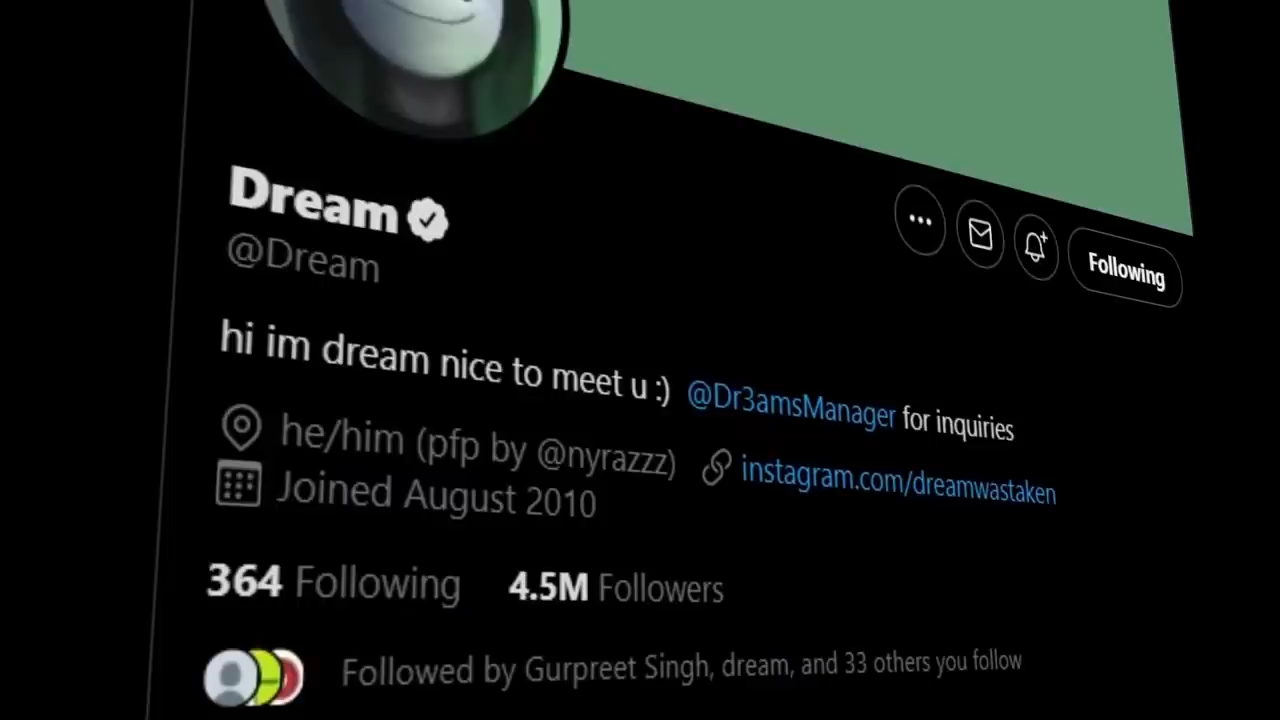 Dream
@Dream
Following
hi im dream nice to meet u :) @Dr3amsManager for inquiries
he/him (pfp by @nyrazzz) instagram.com/dreamwastaken
Joined August 2010
364 Following 4.5M Followers
Followed by Gurpreet Singh, dream, and 33 others you follow